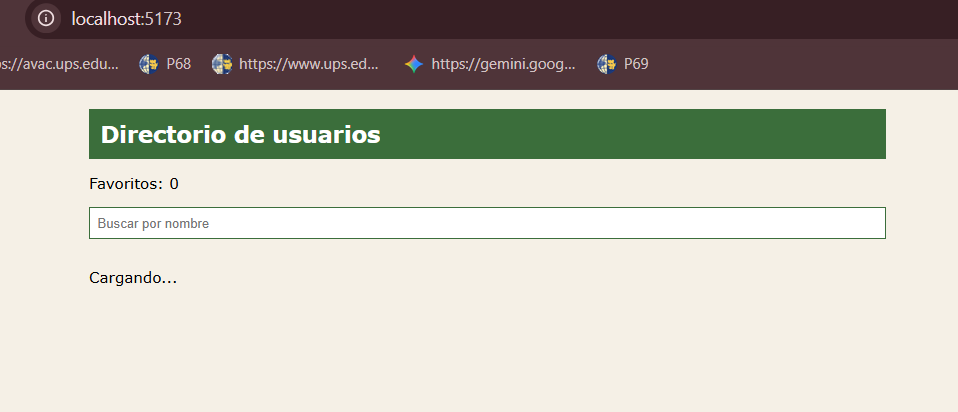 localhost:5173
s://avac.ups.edu... P68 https://www.ups.ed... https://gemini.goog... P69
Directorio de usuarios
Favoritos: 0
Buscar por nombre
Cargando...